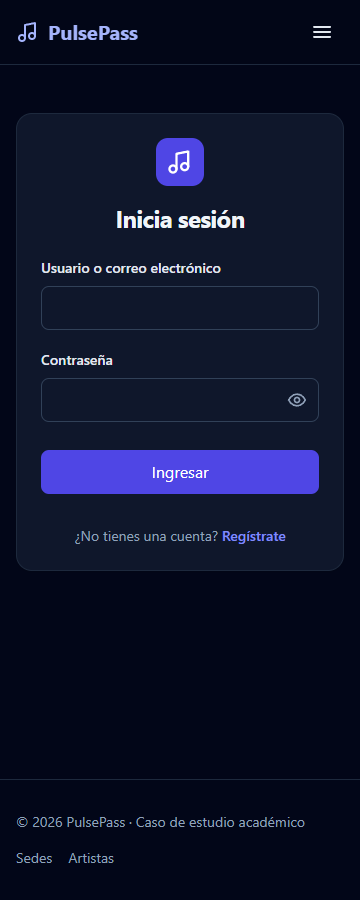 PulsePass
Inicia sesión
Usuario o correo electrónico
Contraseña
Ingresar
¿No tienes una cuenta? Regístrate
© 2026 PulsePass · Caso de estudio académico
Sedes Artistas